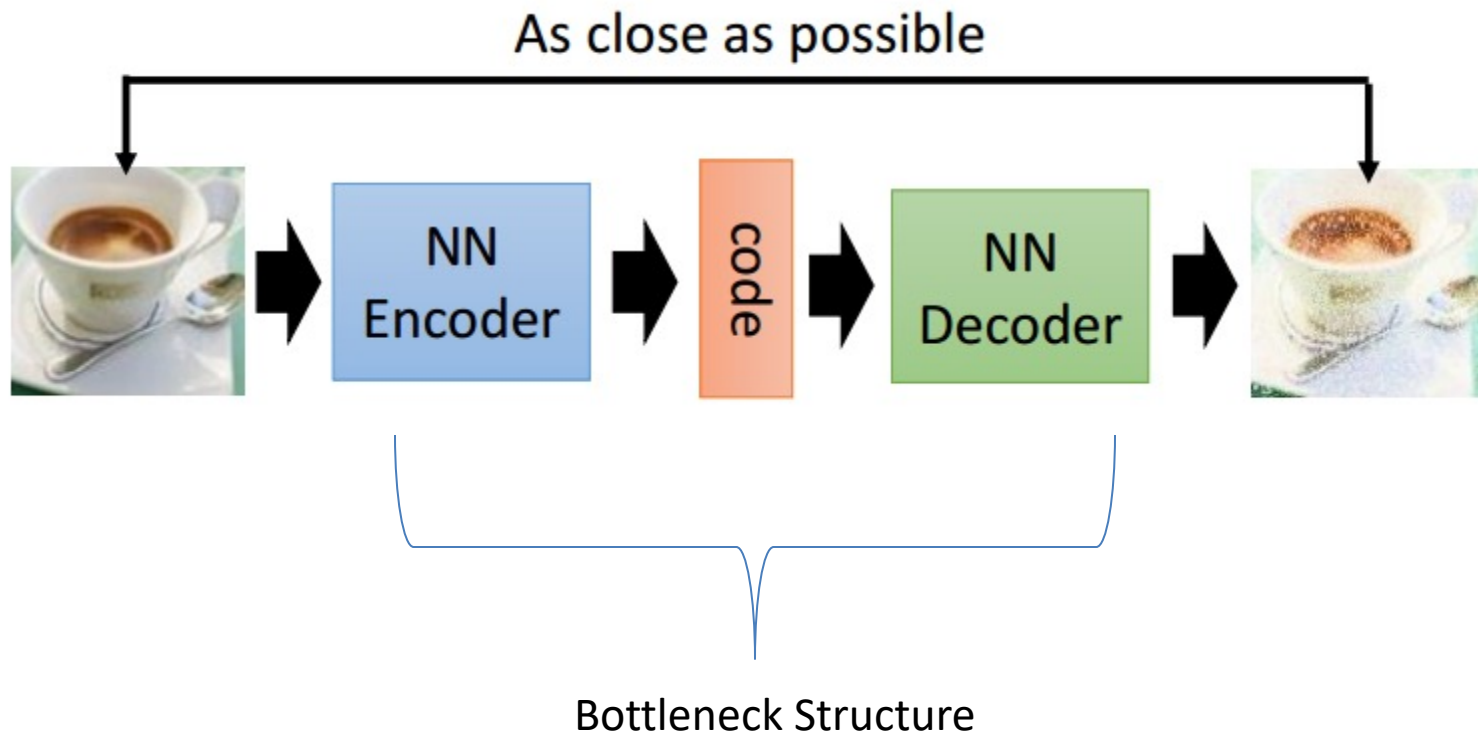 As close as possible
NN
Encoder
code
NN
Decoder
Bottleneck Structure